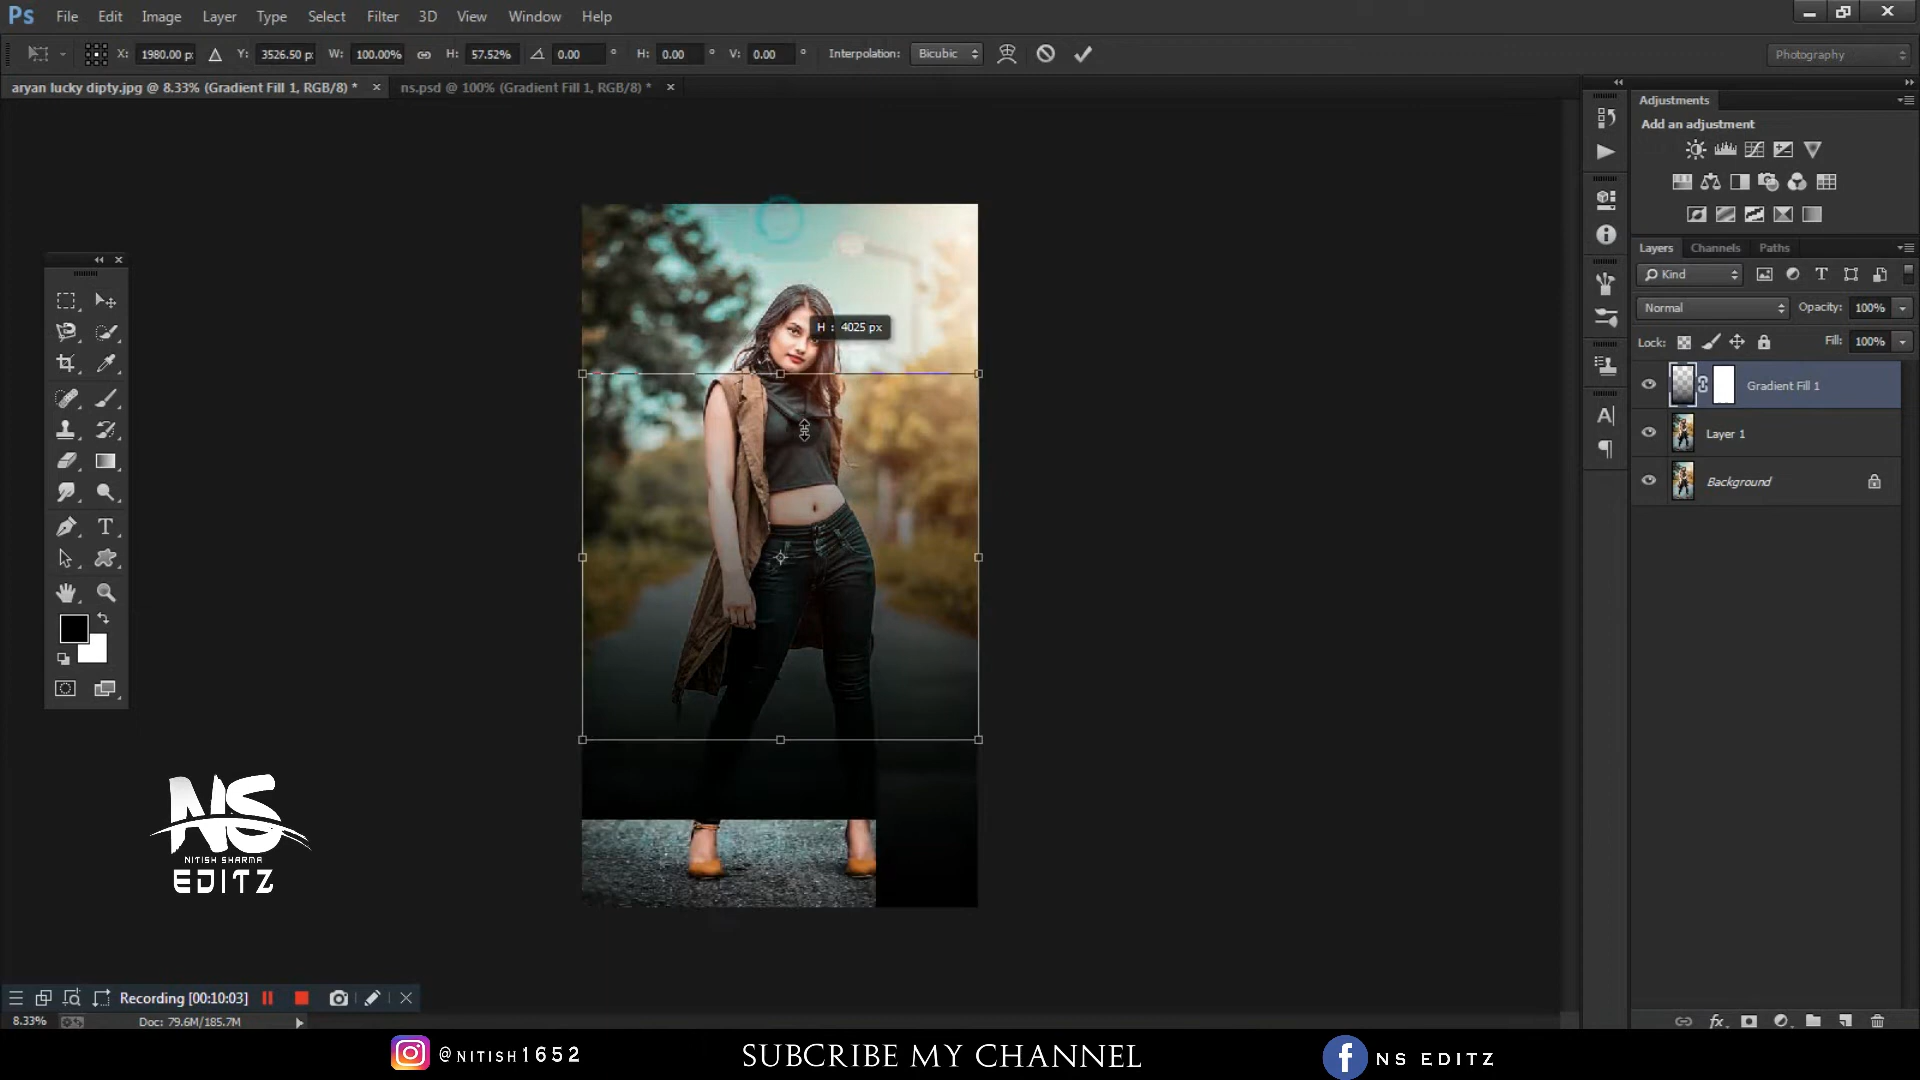 Ps File Edit Image Layer Type Select Filter 3D View Window Help
X: 1980.00 p: Y: 3526.50 p: W: 100.00% H: 57.52% 0.00 ° H: 0.00 ° V: 0.00 ° Interpolation: Bicubic Photography
aryan lucky dipty.jpg @ 8.33% (Gradient Fill 1, RGB/8) * × ns.psd @ 100% (Gradient Fill 1, RGB/8) * ×
Adjustments
Add an adjustment
Layers Channels Paths
Kind
Normal Opacity: 100%
Lock: Fill: 100%
Gradient Fill 1
Layer 1
Background
H : 4025 px
NS
NITISH SHARMA
EDITZ
Recording [00:10:03]
8.33% Doc: 79.6M/185.7M
@NITISH1652 SUBCRIBE MY CHANNEL f NS EDITZ